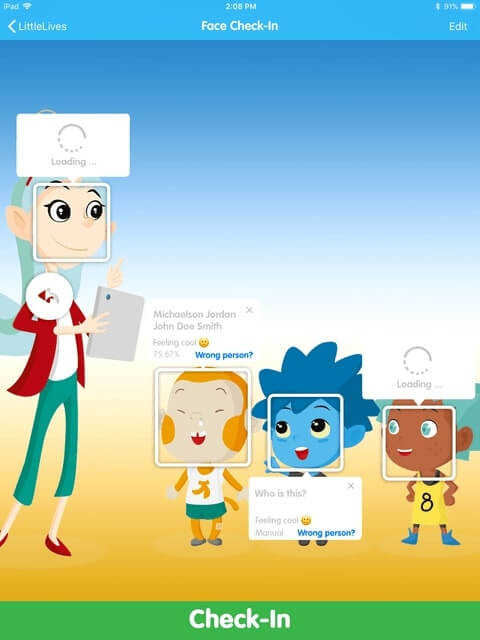 iPad 2:08 PM 91%
LittleLives Face Check-In Edit
Loading ...
Michaelson Jordan
John Doe Smith
Feeling cool
75.67% Wrong person?
Loading ...
Who is this?
Feeling cool
Manual Wrong person?
8
Check-In